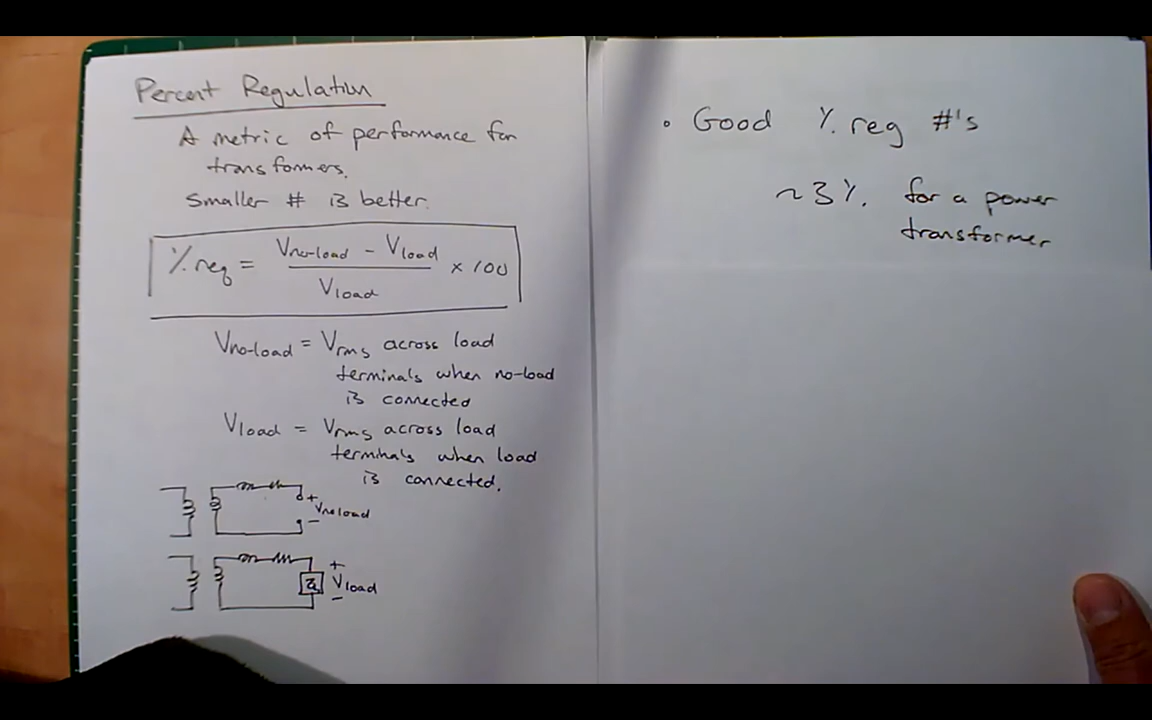 Percent Regulation
A metric of performance for
transformers.
Smaller # is better.
% reg = (Vno-load - Vload) / Vload × 100
Vno-load = Vrms across load
terminals when no-load
is connected
Vload = Vrms across load
terminals when load
is connected.
+
Vno load
-
+
Vload
-
• Good % reg #'s
~3% for a power
transformer